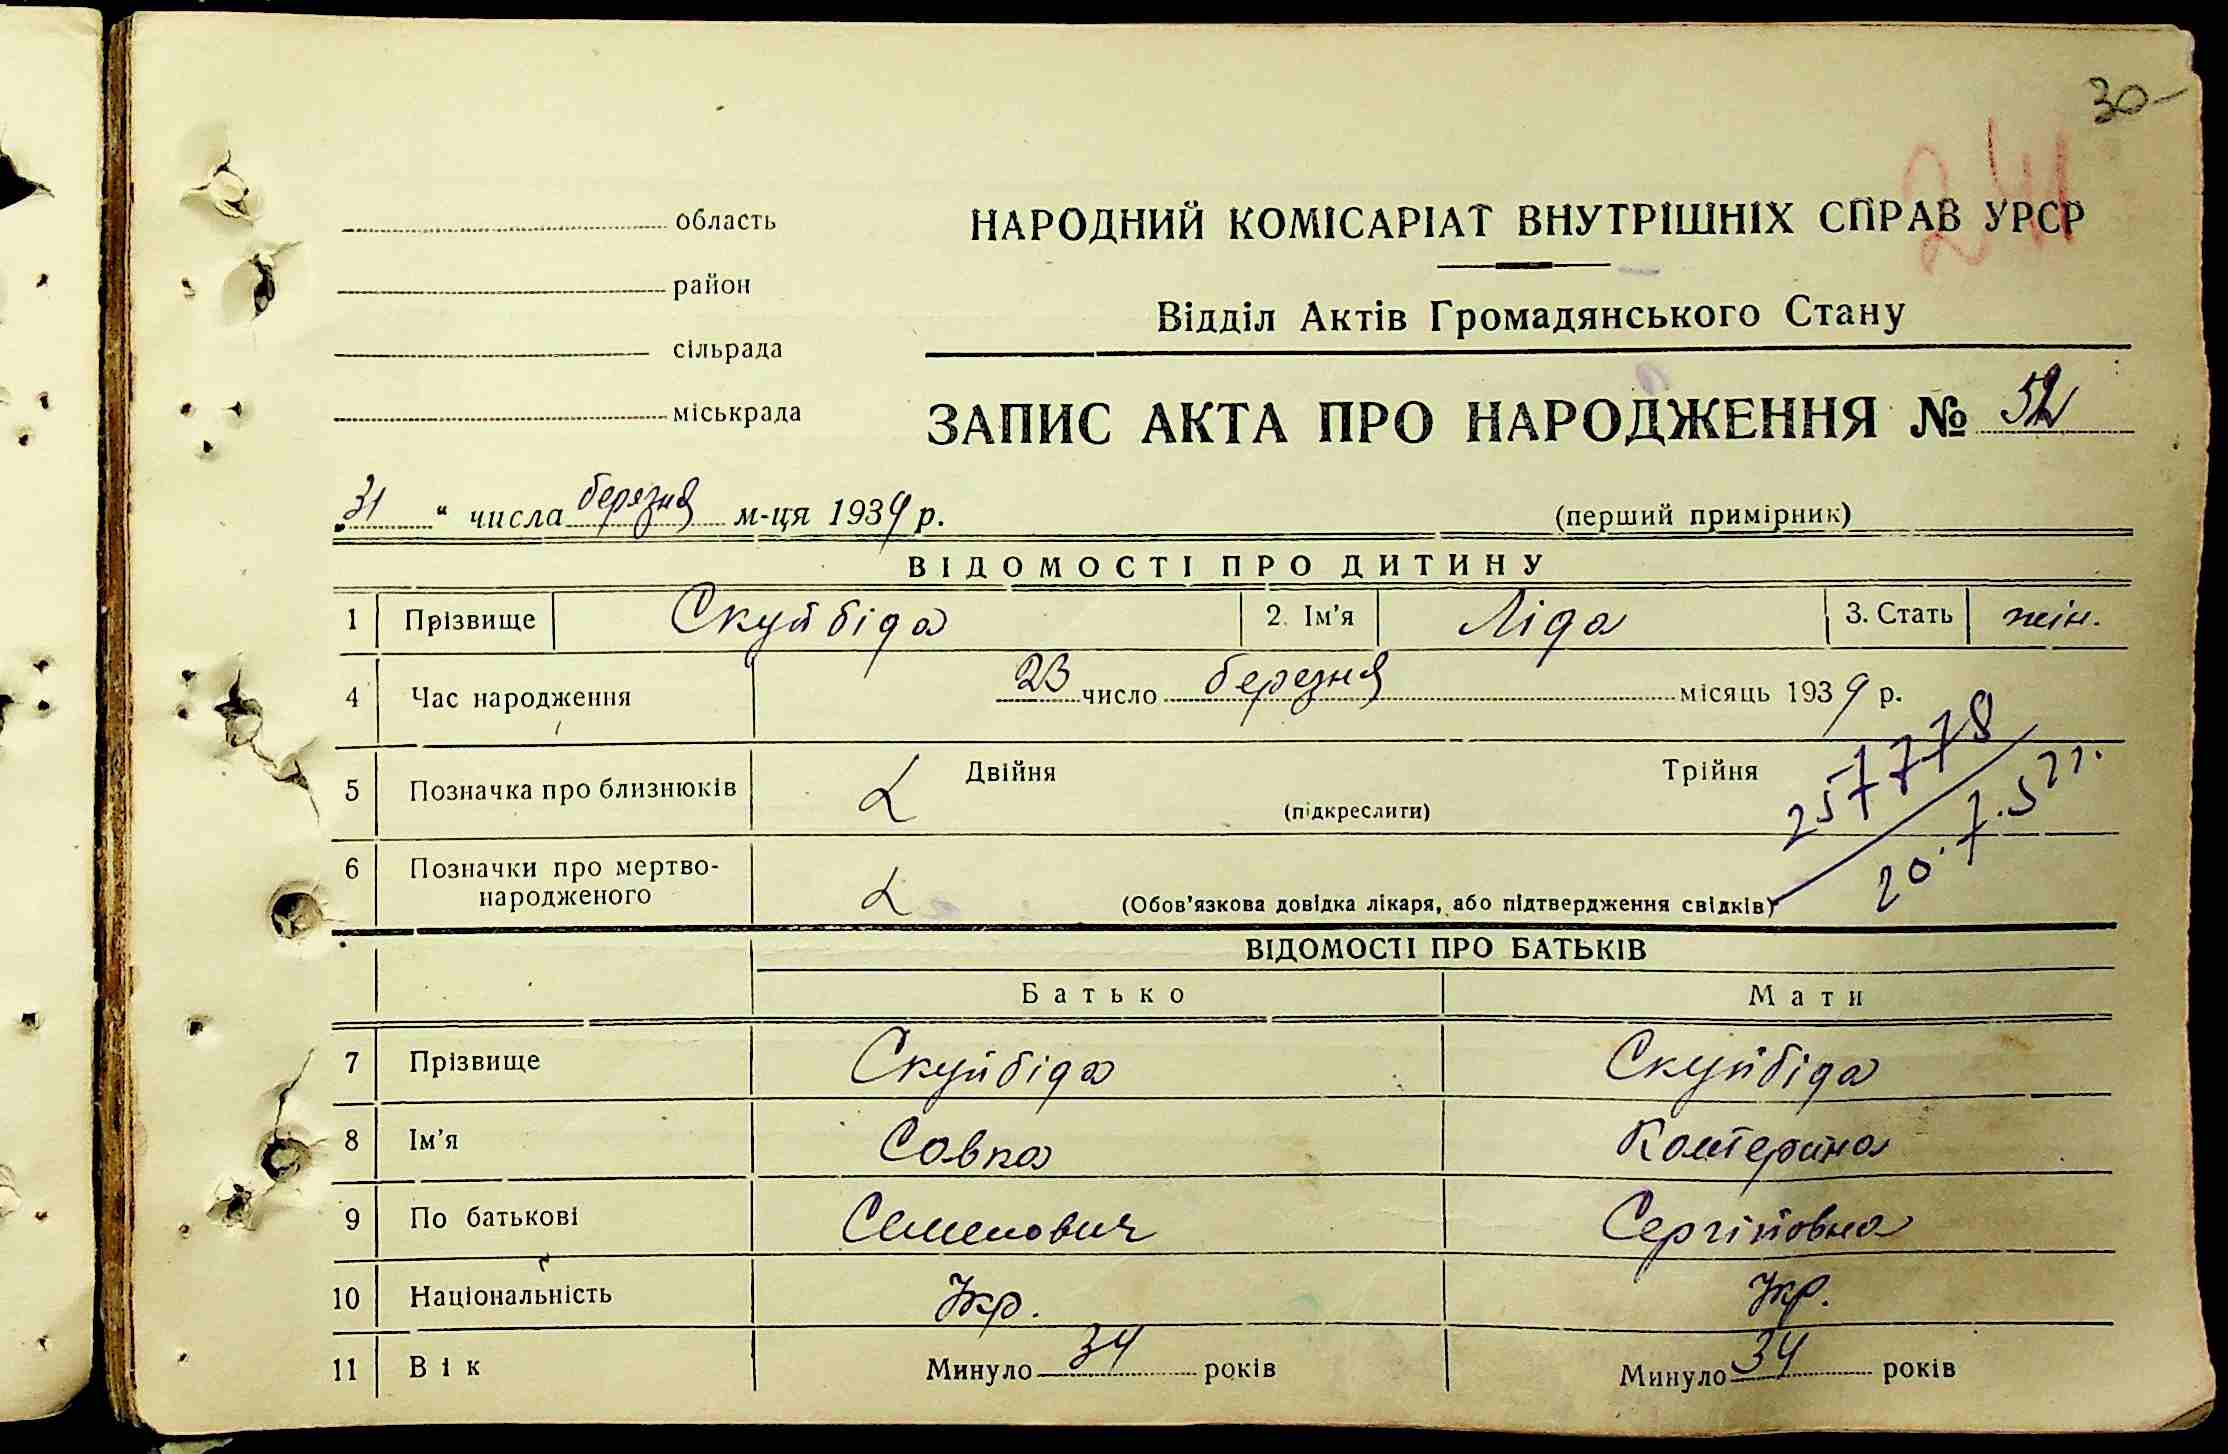 30-
241
область
НАРОДНИЙ КОМІСАРІАТ ВНУТРІШНІХ СПРАВ УРСР
район
Відділ Актів Громадянського Стану
сільрада
міськрада
ЗАПИС АКТА ПРО НАРОДЖЕННЯ № 52
„31“ числа березня м-ця 1939 р.
(перший примірник)
ВІДОМОСТІ ПРО ДИТИНУ
1 Прізвище Скуйбіда 2. Ім'я Ліда 3. Стать жін.
4 Час народження 23 число березня місяць 1939 р.
5 Позначка про близнюків Двійня Трійня
(підкреслити)
257778
20.7.57г.
6 Позначки про мертво-
народженого
(Обов'язкова довідка лікаря, або підтвердження свідків)
ВІДОМОСТІ ПРО БАТЬКІВ
Батько Мати
7 Прізвище Скуйбіда Скуйбіда
8 Ім'я Совка Катерина
9 По батькові Семенович Сергіївна
10 Національність Укр. Укр.
11 Вік Минуло 34 років Минуло 34 років